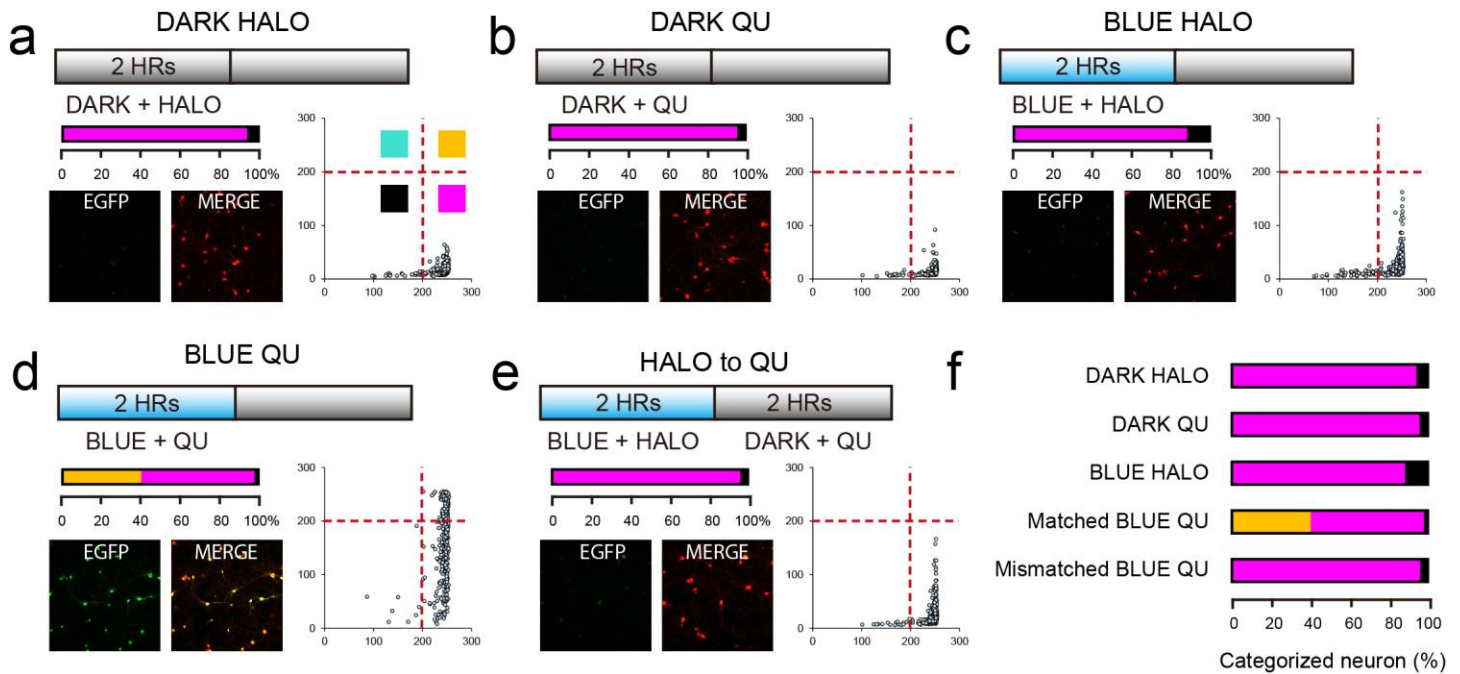 a
DARK HALO
2 HRs
DARK + HALO
0 20 40 60 80 100%
EGFP
MERGE
300
200
100
0
0 100 200 300
b
DARK QU
2 HRs
DARK + QU
0 20 40 60 80 100%
EGFP
MERGE
300
200
100
0
0 100 200 300
c
BLUE HALO
2 HRs
BLUE + HALO
0 20 40 60 80 100%
EGFP
MERGE
300
200
100
0
0 100 200 300
d
BLUE QU
2 HRs
BLUE + QU
0 20 40 60 80 100%
EGFP
MERGE
300
200
100
0
0 100 200 300
e
HALO to QU
2 HRs 2 HRs
BLUE + HALO DARK + QU
0 20 40 60 80 100%
EGFP
MERGE
300
200
100
0
0 100 200 300
f
DARK HALO
DARK QU
BLUE HALO
Matched BLUE QU
Mismatched BLUE QU
0 20 40 60 80 100
Categorized neuron (%)